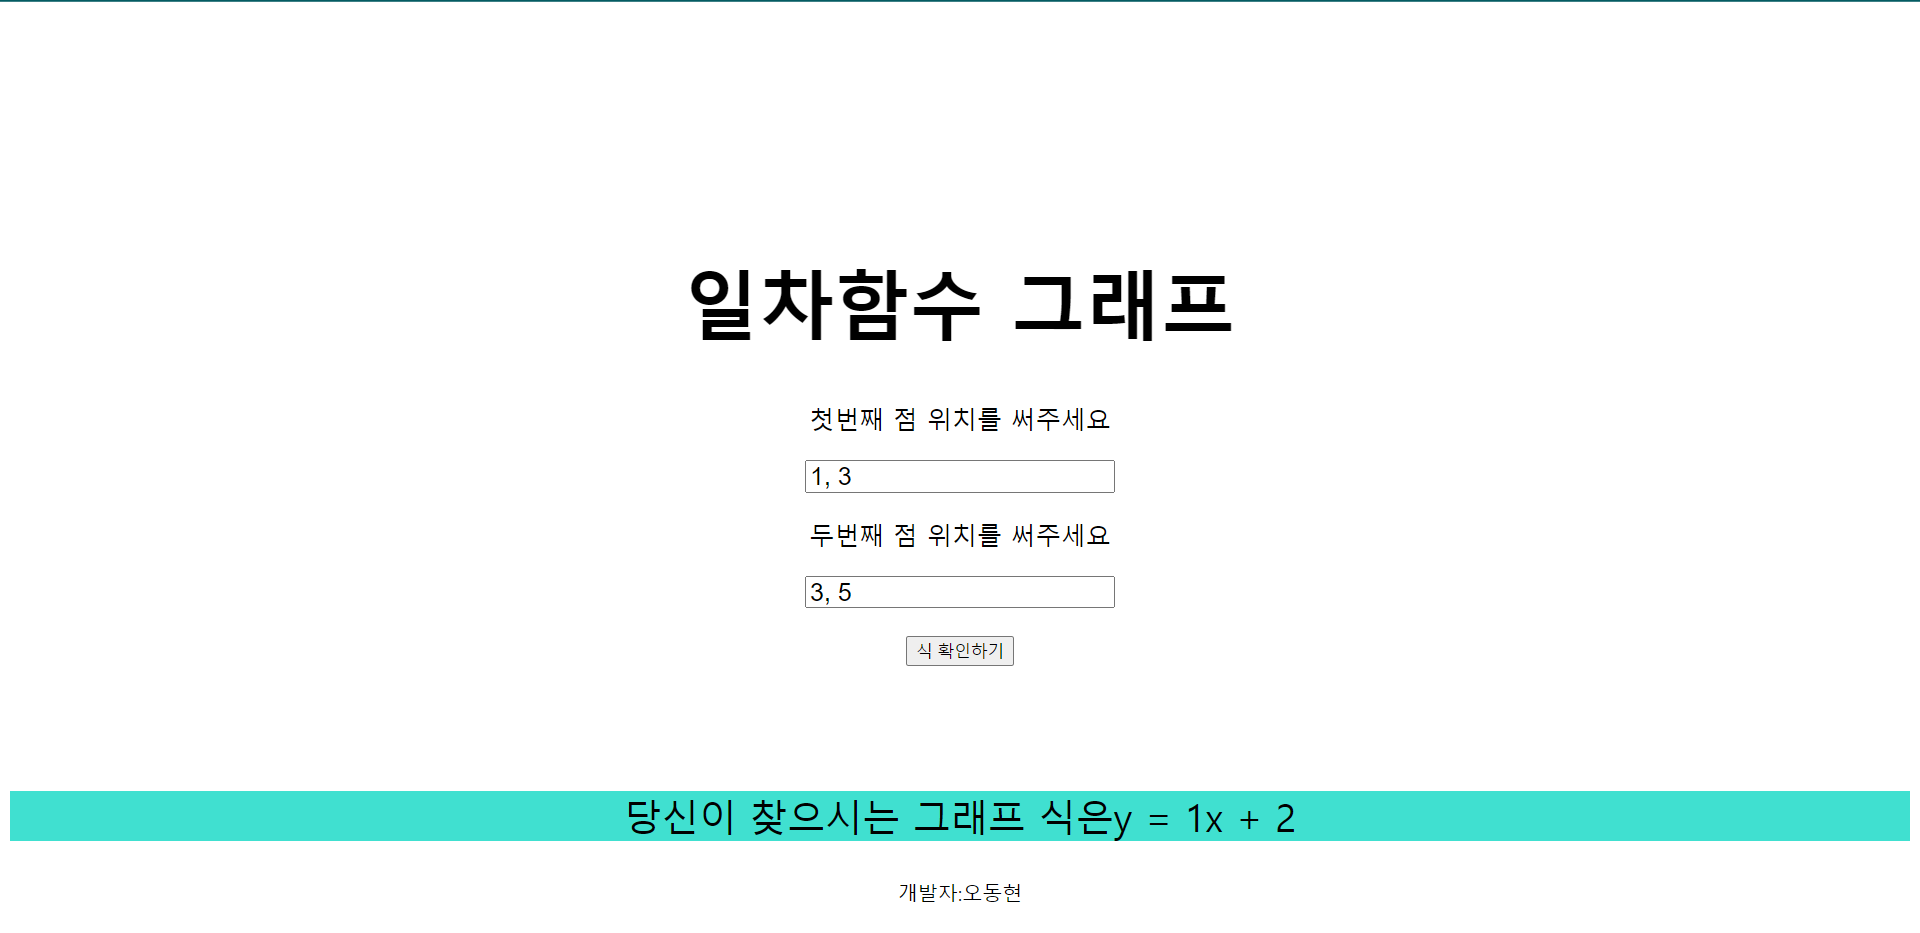 일차함수 그래프
첫번째 점 위치를 써주세요
1, 3
두번째 점 위치를 써주세요
3, 5
식 확인하기
당신이 찾으시는 그래프 식은y = 1x + 2
개발자:오동현